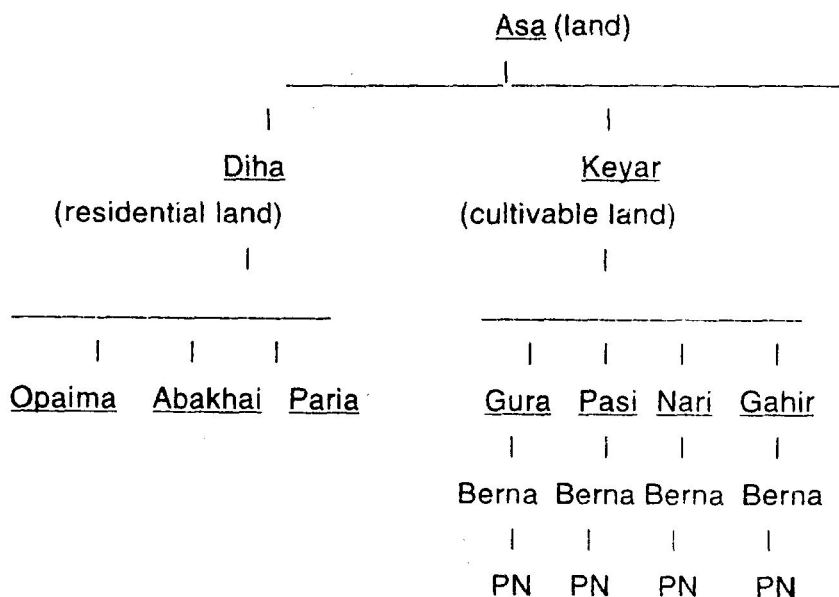 Asa (land)
Diha Keyar
(residential land) (cultivable land)
Opaima Abakhai Paria Gura Pasi Nari Gahir
Berna Berna Berna Berna
PN PN PN PN